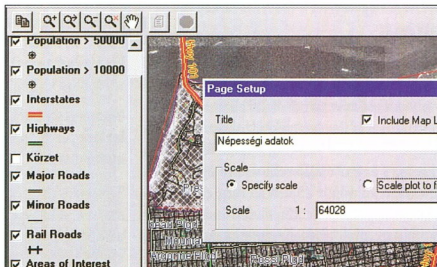 Population > 50000
Population > 10000
Interstates
Highways
Körzet
Major Roads
Minor Roads
Rail Roads
Areas of Interest
Page Setup
Title
Include Map L
Népességi adatok
Scale
Specify scale
Scale plot to f
Scale 1: 64028